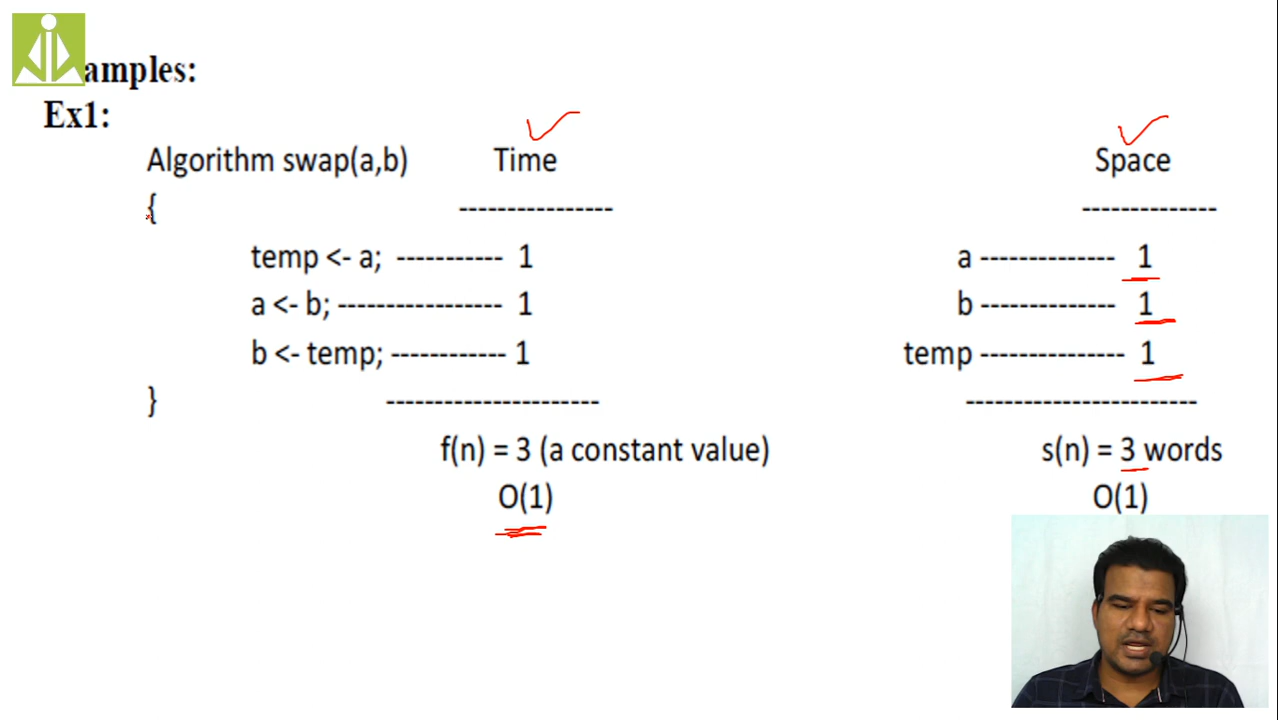 amples:
Ex1:
Algorithm swap(a,b) Time Space
{ ---------------- --------------
temp <- a; ----------- 1 a -------------- 1
a <- b; ----------------- 1 b -------------- 1
b <- temp; ------------ 1 temp --------------- 1
} ---------------------- ------------------------
f(n) = 3 (a constant value) s(n) = 3 words
O(1) O(1)